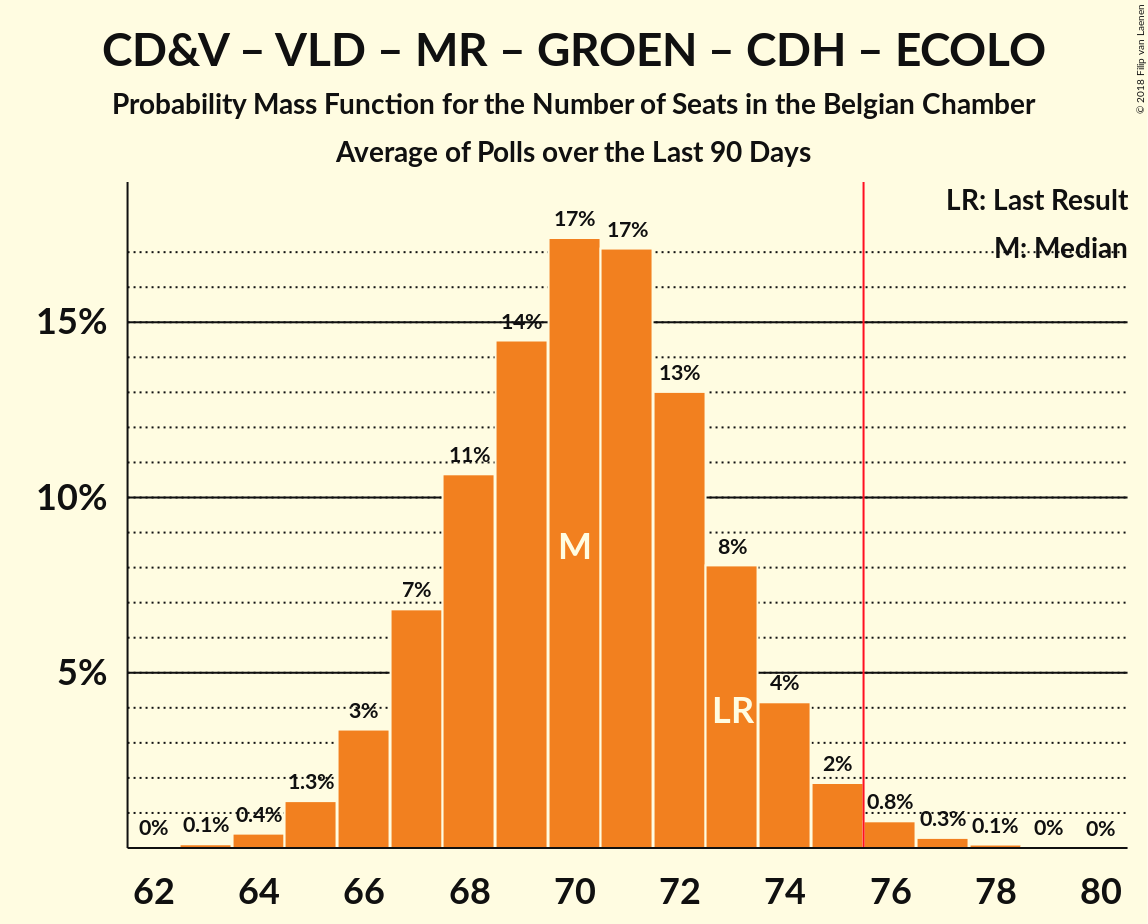 CD&V – VLD – MR – GROEN – CDH – ECOLO
Probability Mass Function for the Number of Seats in the Belgian Chamber
Average of Polls over the Last 90 Days
© 2018 Filip van Laenen
LR: Last Result
M: Median
17%
17%
15%
14%
13%
11%
10%
M
8%
7%
5%
4%
LR
3%
2%
1.3%
0.8%
0.4%
0.3%
0%
0.1%
0.1%
0%
0%
62 64 66 68 70 72 74 76 78 80